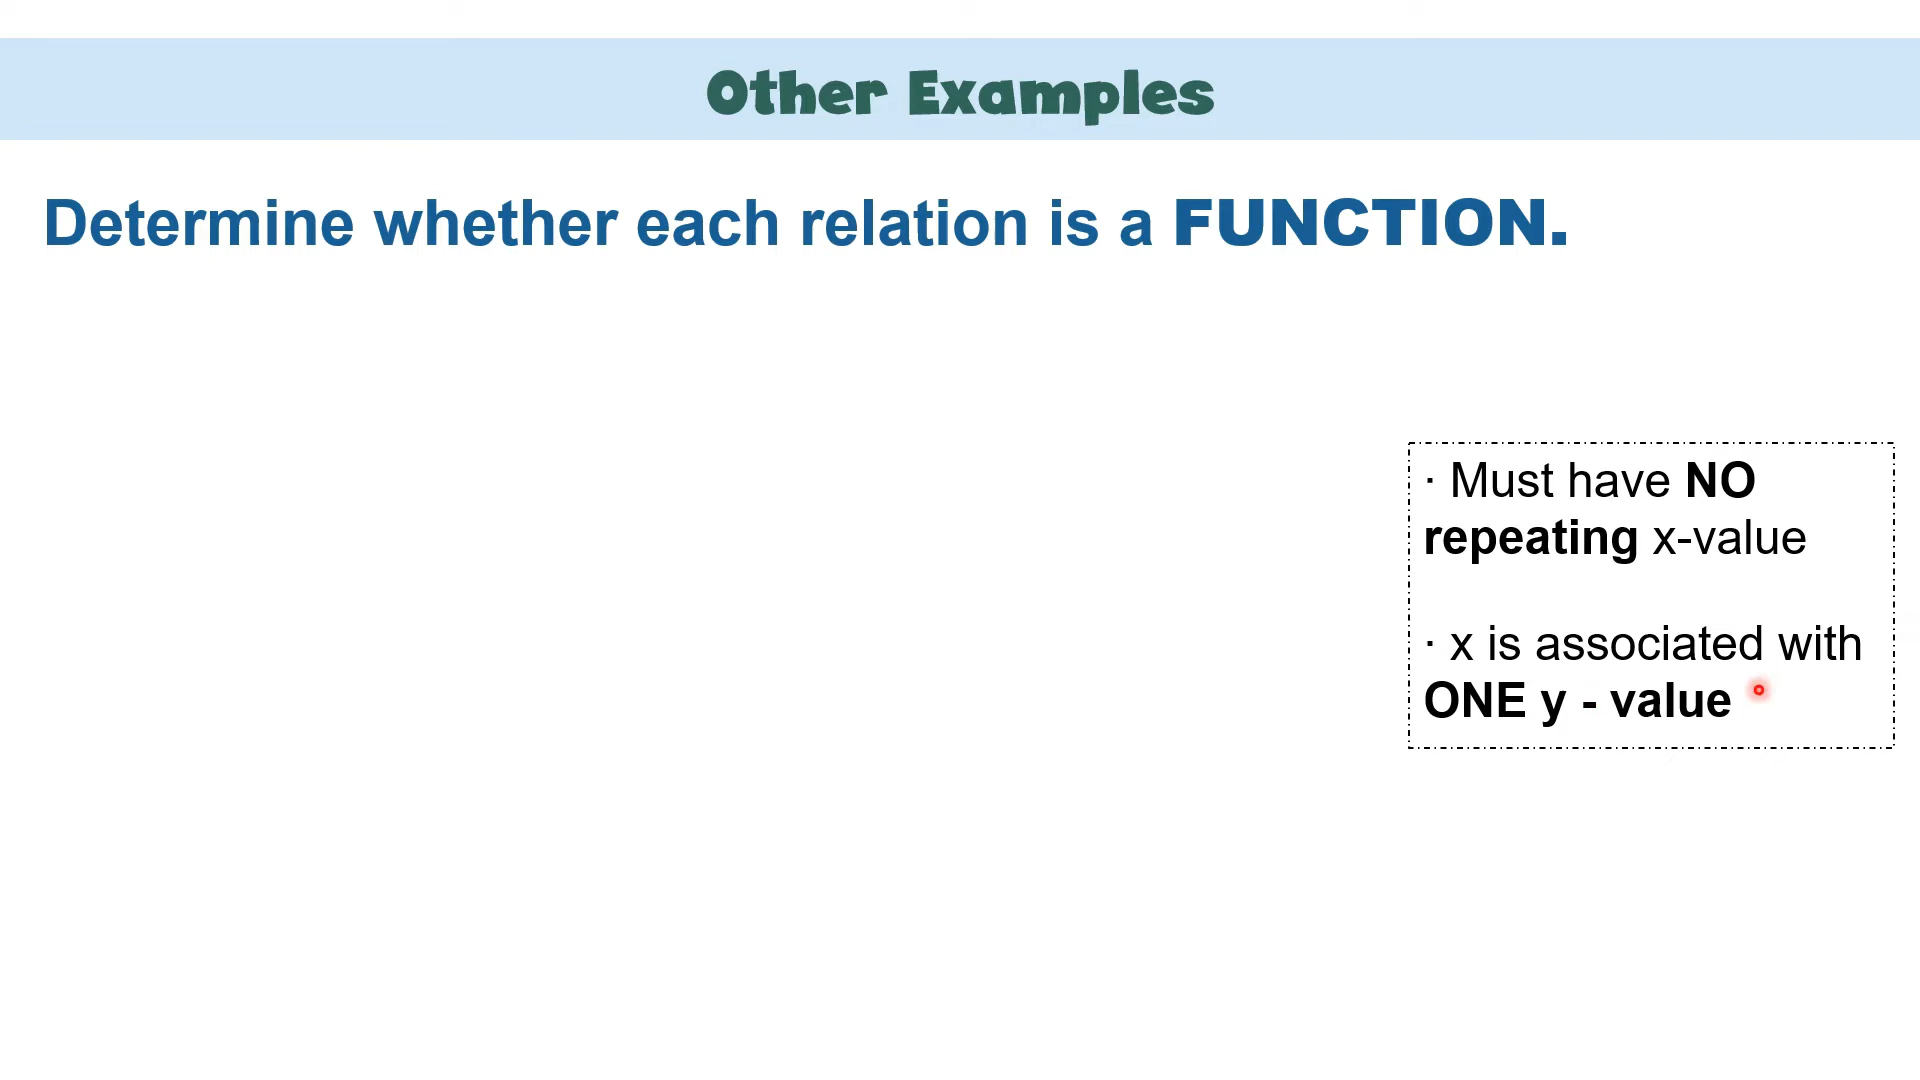 Other Examples
Determine whether each relation is a FUNCTION.
· Must have NO
repeating x-value
· x is associated with
ONE y - value